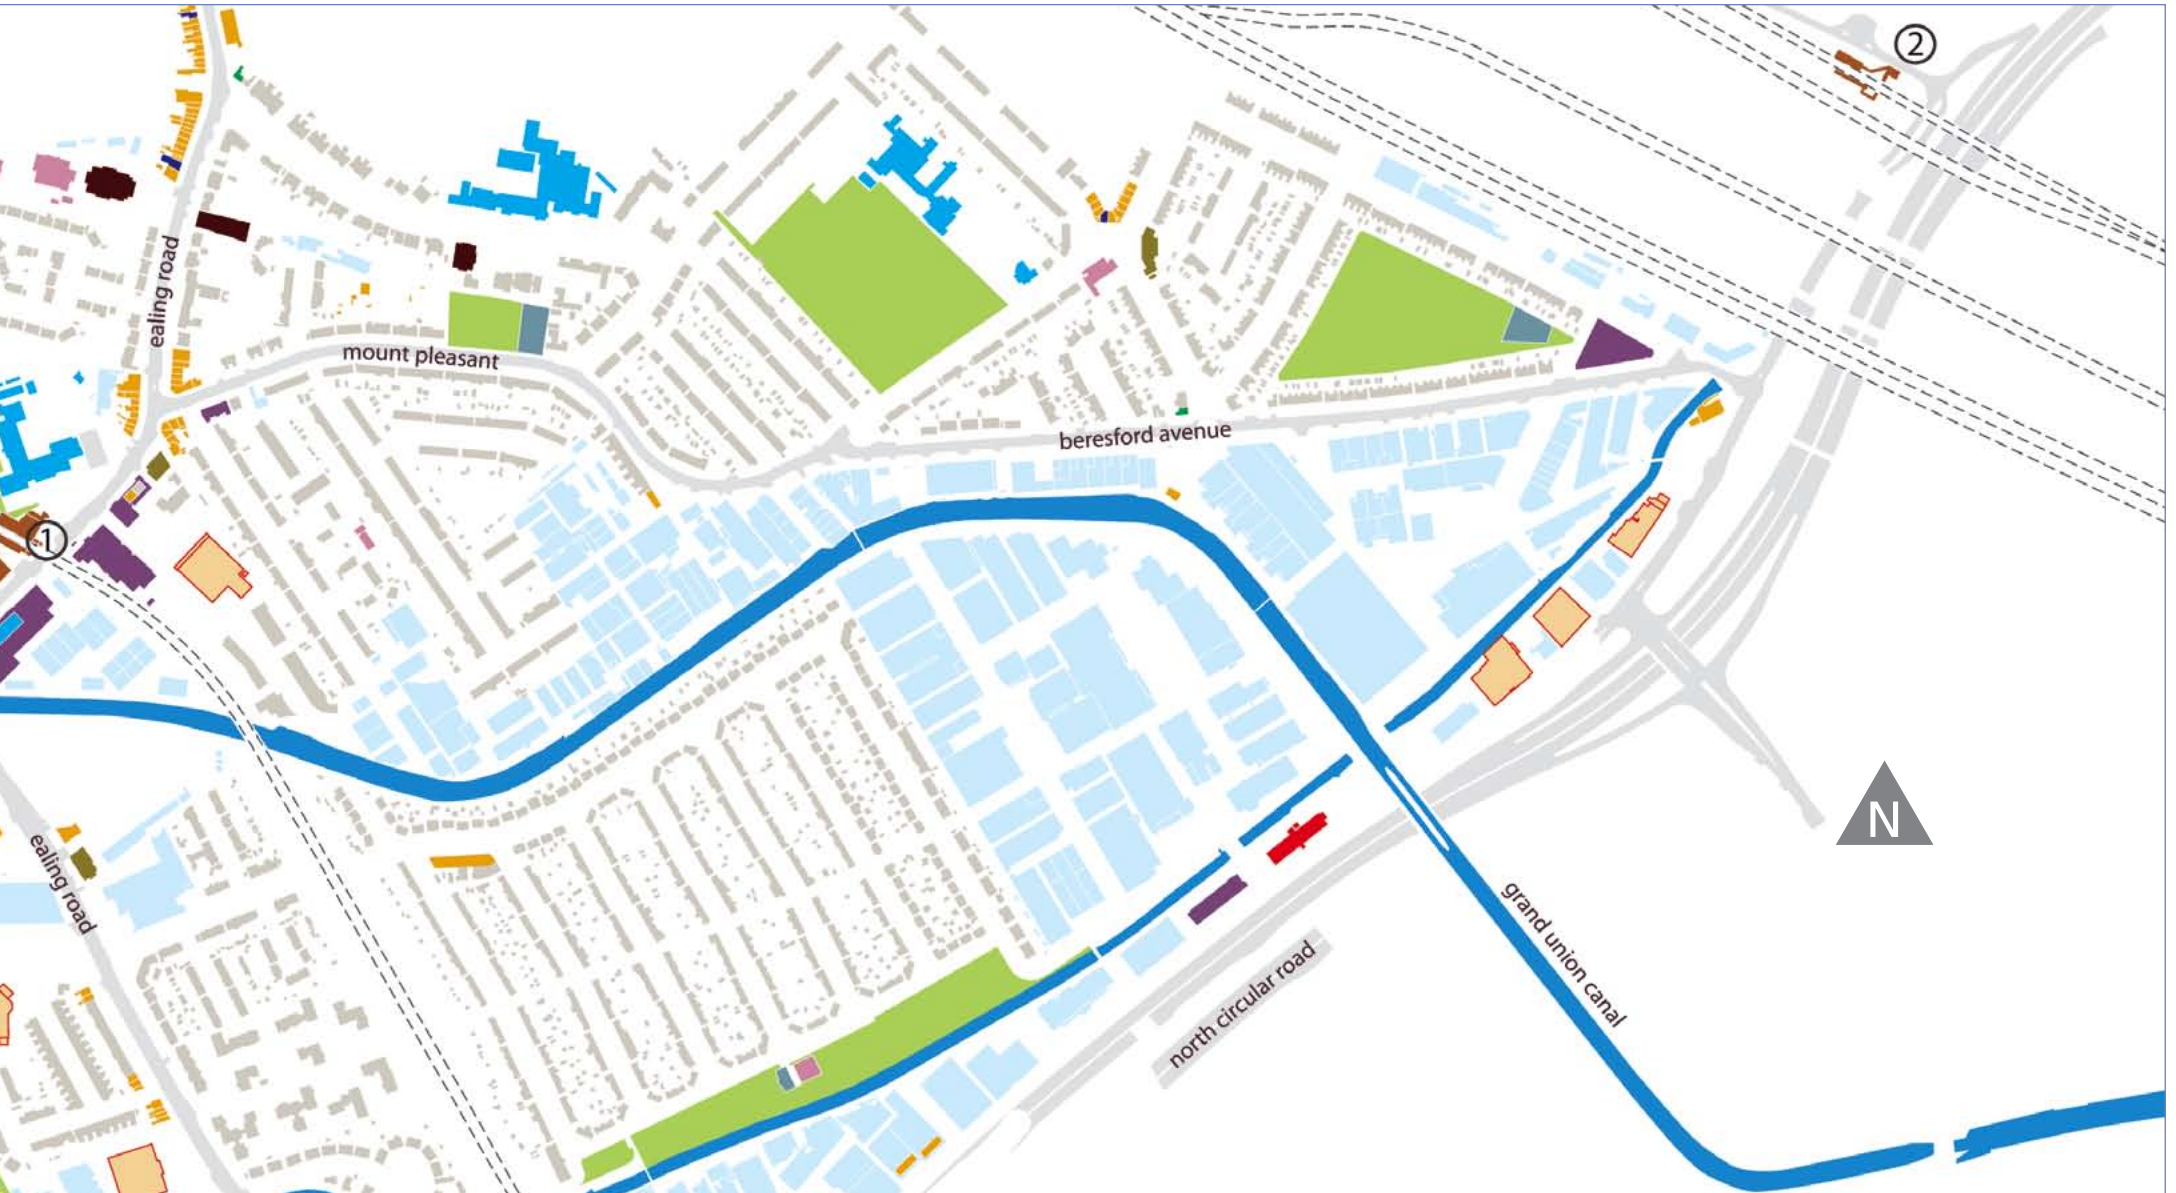 2
ealing road
mount pleasant
beresford avenue
1
N
ealing road
grand union canal
north circular road